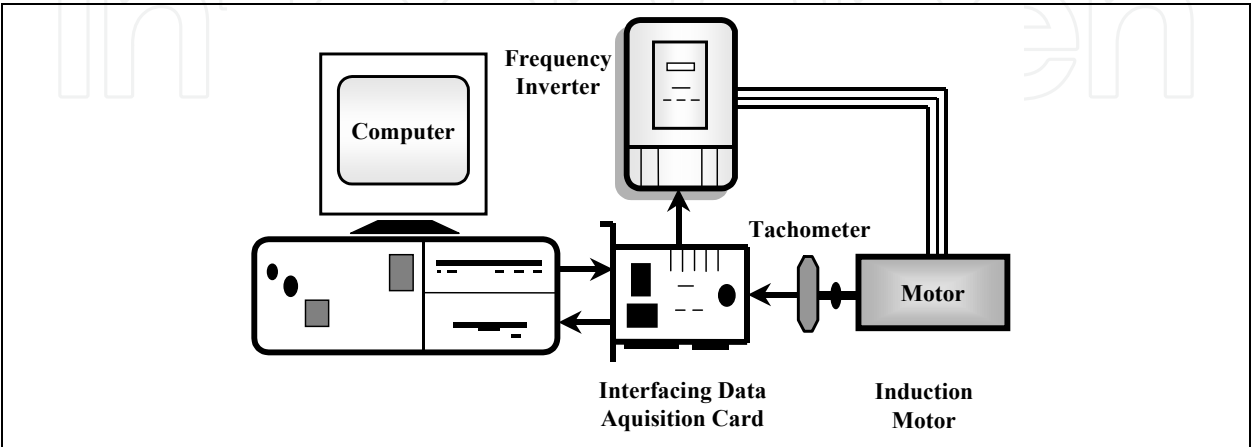 Frequency
Inverter
Computer
Tachometer
Motor
Interfacing Data
Aquisition Card
Induction
Motor